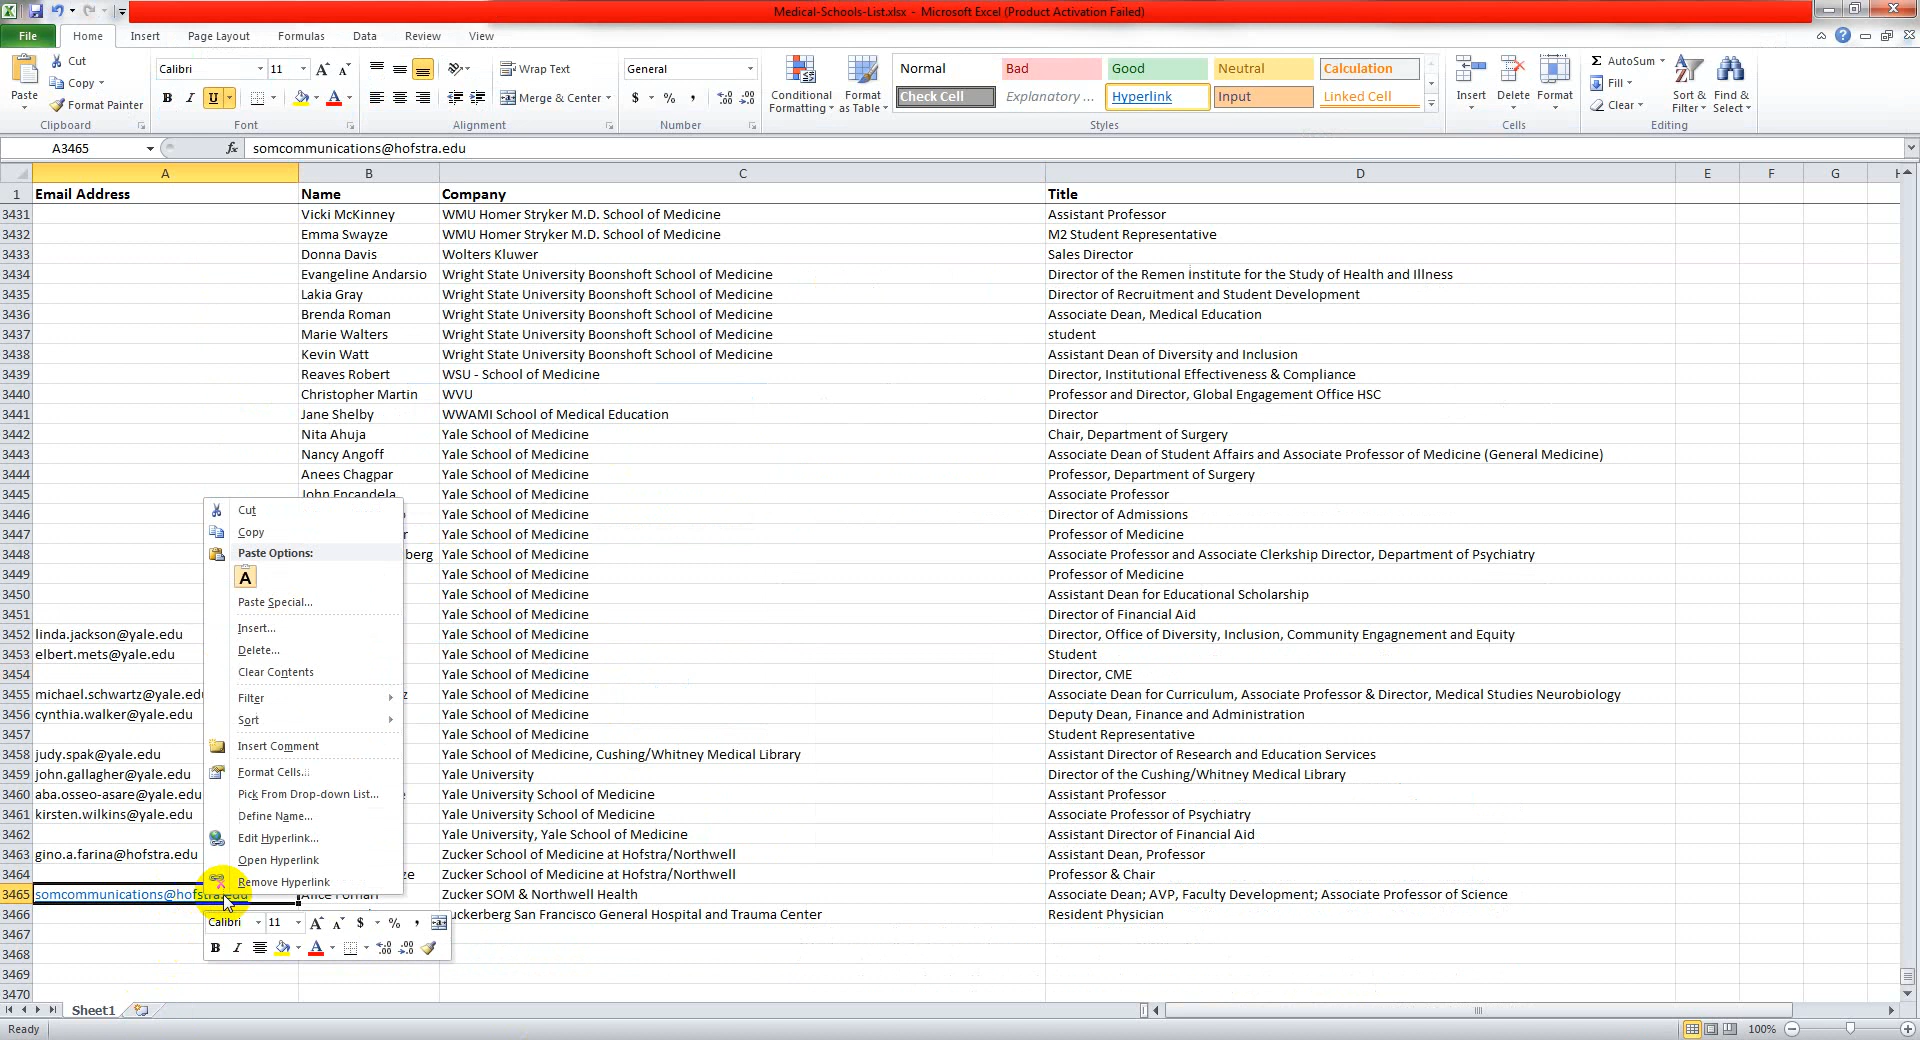 Medical-Schools-List.xlsx - Microsoft Excel (Product Activation Failed)
File Home Insert Page Layout Formulas Data Review View
Paste Cut Copy Format Painter
Calibri 11 General
Wrap Text Merge & Center
Conditional Formatting Format as Table
Normal Bad Good Neutral Calculation
Check Cell Explanatory ... Hyperlink Input Linked Cell
Insert Delete Format
AutoSum Fill Clear
Sort & Filter Find & Select
Clipboard Font Alignment Number Styles Cells Editing
A3465 fx somcommunications@hofstra.edu
A B C D E F G H
1 Email Address Name Company Title
3431 Vicki McKinney WMU Homer Stryker M.D. School of Medicine Assistant Professor
3432 Emma Swayze WMU Homer Stryker M.D. School of Medicine M2 Student Representative
3433 Donna Davis Wolters Kluwer Sales Director
3434 Evangeline Andarsio Wright State University Boonshoft School of Medicine Director of the Remen Institute for the Study of Health and Illness
3435 Lakia Gray Wright State University Boonshoft School of Medicine Director of Recruitment and Student Development
3436 Brenda Roman Wright State University Boonshoft School of Medicine Associate Dean, Medical Education
3437 Marie Walters Wright State University Boonshoft School of Medicine student
3438 Kevin Watt Wright State University Boonshoft School of Medicine Assistant Dean of Diversity and Inclusion
3439 Reaves Robert WSU - School of Medicine Director, Institutional Effectiveness & Compliance
3440 Christopher Martin WVU Professor and Director, Global Engagement Office HSC
3441 Jane Shelby WWAMI School of Medical Education Director
3442 Nita Ahuja Yale School of Medicine Chair, Department of Surgery
3443 Nancy Angoff Yale School of Medicine Associate Dean of Student Affairs and Associate Professor of Medicine (General Medicine)
3444 Anees Chagpar Yale School of Medicine Professor, Department of Surgery
3445 John Encandela Yale School of Medicine Associate Professor
3446 Yale School of Medicine Director of Admissions
3447 r Yale School of Medicine Professor of Medicine
3448 berg Yale School of Medicine Associate Professor and Associate Clerkship Director, Department of Psychiatry
3449 Yale School of Medicine Professor of Medicine
3450 Yale School of Medicine Assistant Dean for Educational Scholarship
3451 Yale School of Medicine Director of Financial Aid
3452 linda.jackson@yale.edu Yale School of Medicine Director, Office of Diversity, Inclusion, Community Engagnement and Equity
3453 elbert.mets@yale.edu Yale School of Medicine Student
3454 Yale School of Medicine Director, CME
3455 michael.schwartz@yale.edu z Yale School of Medicine Associate Dean for Curriculum, Associate Professor & Director, Medical Studies Neurobiology
3456 cynthia.walker@yale.edu Yale School of Medicine Deputy Dean, Finance and Administration
3457 Yale School of Medicine Student Representative
3458 judy.spak@yale.edu Yale School of Medicine, Cushing/Whitney Medical Library Assistant Director of Research and Education Services
3459 john.gallagher@yale.edu Yale University Director of the Cushing/Whitney Medical Library
3460 aba.osseo-asare@yale.edu e Yale University School of Medicine Assistant Professor
3461 kirsten.wilkins@yale.edu Yale University School of Medicine Associate Professor of Psychiatry
3462 Yale University, Yale School of Medicine Assistant Director of Financial Aid
3463 gino.a.farina@hofstra.edu Zucker School of Medicine at Hofstra/Northwell Assistant Dean, Professor
3464 ze Zucker School of Medicine at Hofstra/Northwell Professor & Chair
3465 somcommunications@hofstra.edu Alice Fornari Zucker SOM & Northwell Health Associate Dean; AVP, Faculty Development; Associate Professor of Science
3466 uckerberg San Francisco General Hospital and Trauma Center Resident Physician
3467
3468
3469
3470
Cut
Copy
Paste Options:
A
Paste Special...
Insert...
Delete...
Clear Contents
Filter
Sort
Insert Comment
Format Cells...
Pick From Drop-down List...
Define Name...
Edit Hyperlink...
Open Hyperlink
Remove Hyperlink
Calibri 11 A A $ % ,
B I A
Sheet1
Ready 100%